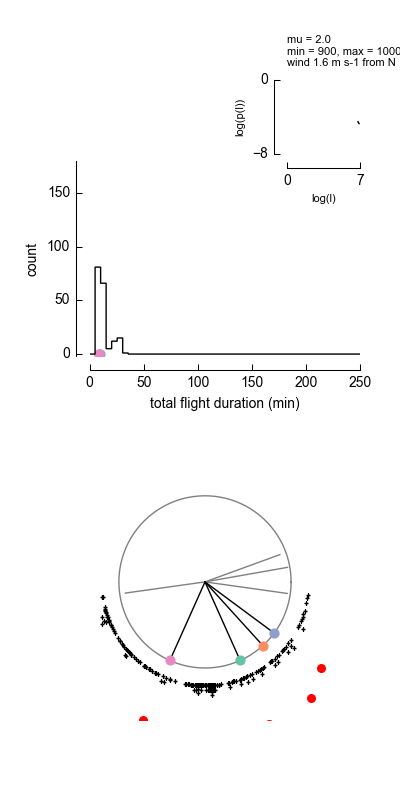 mu = 2.0
min = 900, max = 1000
wind 1.6 m s-1 from N
0
−8
log(p(l))
0 7
log(l)
150
100
50
0
count
0 50 100 150 200 250
total flight duration (min)